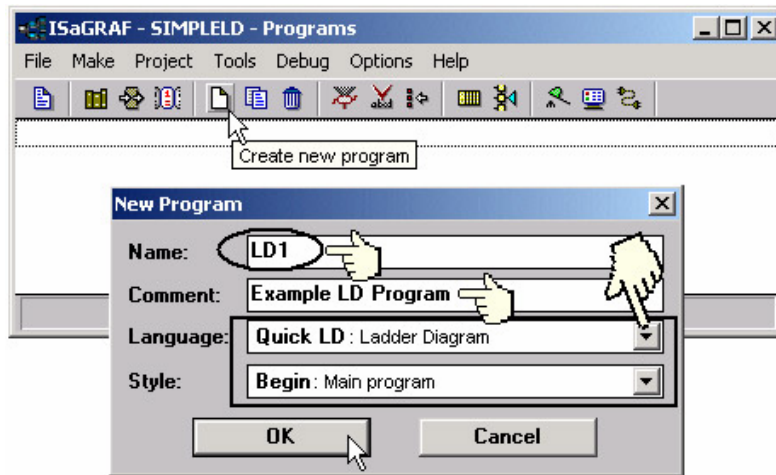 ISaGRAF - SIMPLELD - Programs
File Make Project Tools Debug Options Help
Create new program
New Program
Name: LD1
Comment: Example LD Program
Language: Quick LD : Ladder Diagram
Style: Begin : Main program
OK Cancel